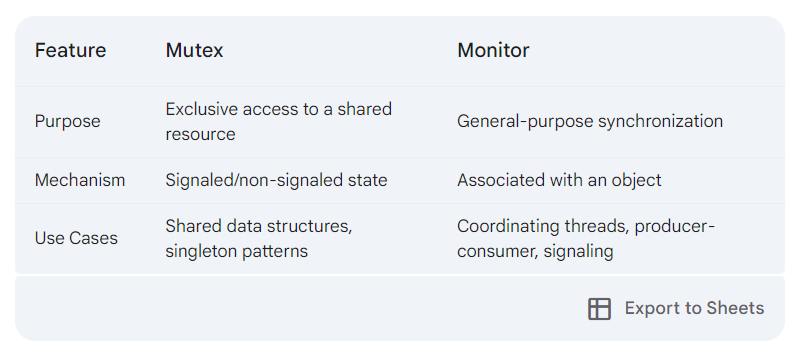 Feature Mutex Monitor
Purpose Exclusive access to a shared resource General-purpose synchronization
Mechanism Signaled/non-signaled state Associated with an object
Use Cases Shared data structures, singleton patterns Coordinating threads, producer-consumer, signaling
Export to Sheets